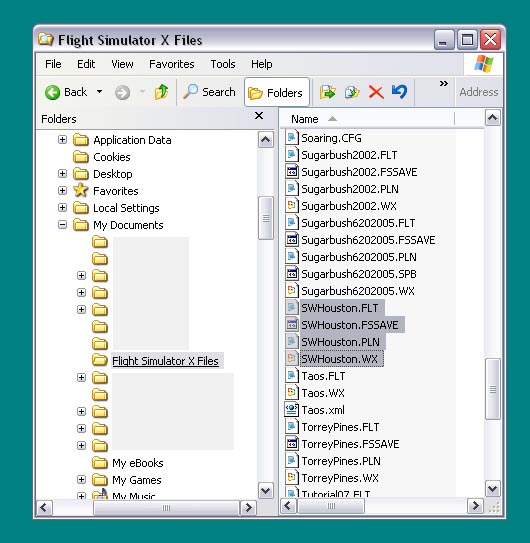 Flight Simulator X Files
File Edit View Favorites Tools Help
Back Search Folders » Address
Folders x
Name
Application Data
Cookies
Desktop
Favorites
Local Settings
My Documents
Flight Simulator X Files
My eBooks
My Games
My Music
Soaring.CFG
Sugarbush2002.FLT
Sugarbush2002.FSSAVE
Sugarbush2002.PLN
Sugarbush2002.WX
Sugarbush6202005.FLT
Sugarbush6202005.FSSAVE
Sugarbush6202005.PLN
Sugarbush6202005.SPB
Sugarbush6202005.WX
SWHouston.FLT
SWHouston.FSSAVE
SWHouston.PLN
SWHouston.WX
Taos.FLT
Taos.WX
Taos.xml
TorreyPines.FLT
TorreyPines.FSSAVE
TorreyPines.PLN
TorreyPines.WX
Tutorial07.FLT